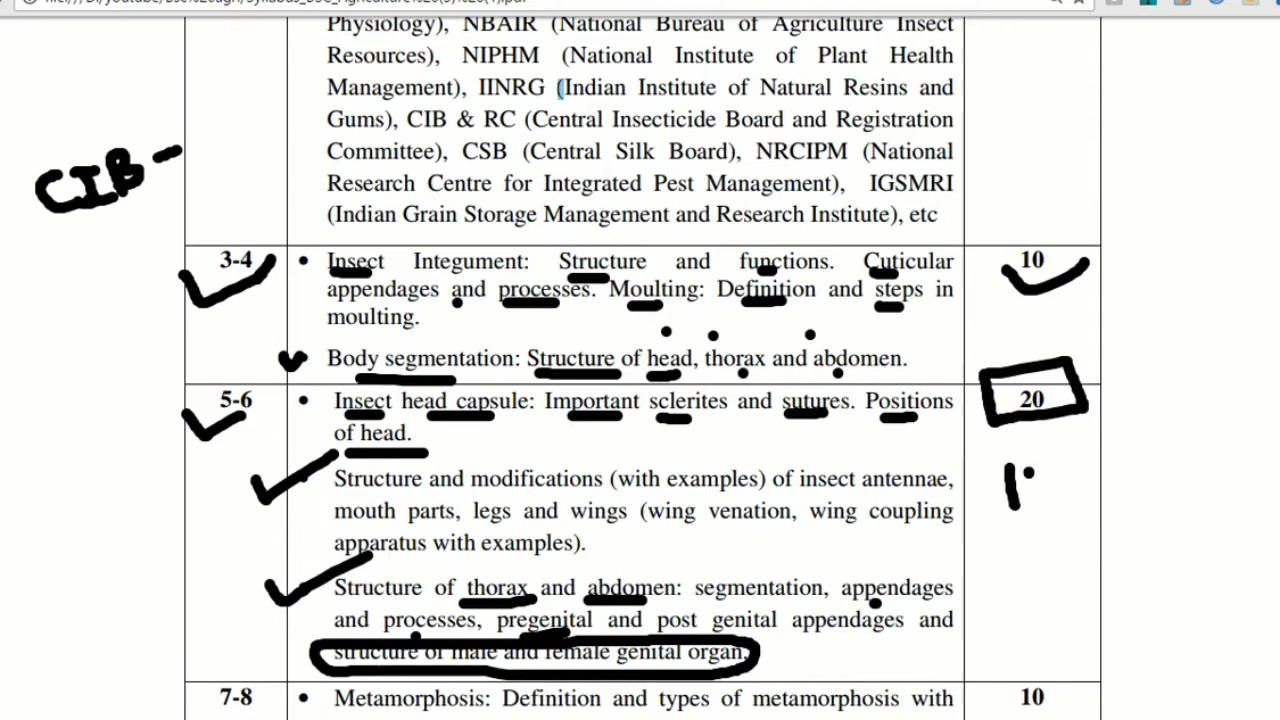 Physiology), NBAIR (National Bureau of Agriculture Insect
Resources), NIPHM (National Institute of Plant Health
Management), IINRG (Indian Institute of Natural Resins and
Gums), CIB & RC (Central Insecticide Board and Registration
Committee), CSB (Central Silk Board), NRCIPM (National
Research Centre for Integrated Pest Management), IGSMRI
(Indian Grain Storage Management and Research Institute), etc
CIB -
3-4 • Insect Integument: Structure and functions. Cuticular 10
appendages and processes. Moulting: Definition and steps in
moulting.
• Body segmentation: Structure of head, thorax and abdomen.
5-6 • Insect head capsule: Important sclerites and sutures. Positions 20
of head.
Structure and modifications (with examples) of insect antennae,
mouth parts, legs and wings (wing venation, wing coupling
apparatus with examples).
Structure of thorax and abdomen: segmentation, appendages
and processes, pregenital and post genital appendages and
structure of male and female genital organ.
7-8 • Metamorphosis: Definition and types of metamorphosis with 10